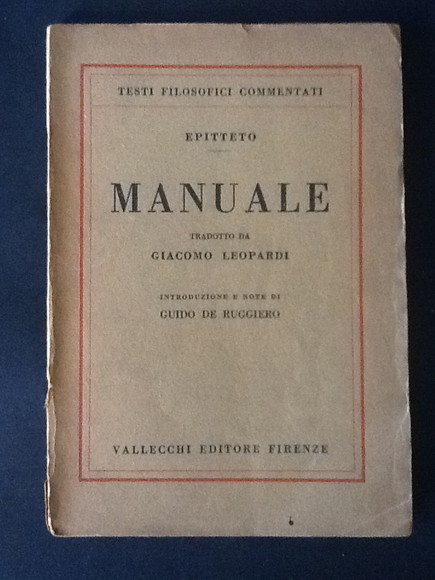 TESTI FILOSOFICI COMMENTATI
EPITTETO
MANUALE
TRADOTTO DA
GIACOMO LEOPARDI
INTRODUZIONE E NOTE DI
GUIDO DE RUGGIERO
VALLECCHI EDITORE FIRENZE